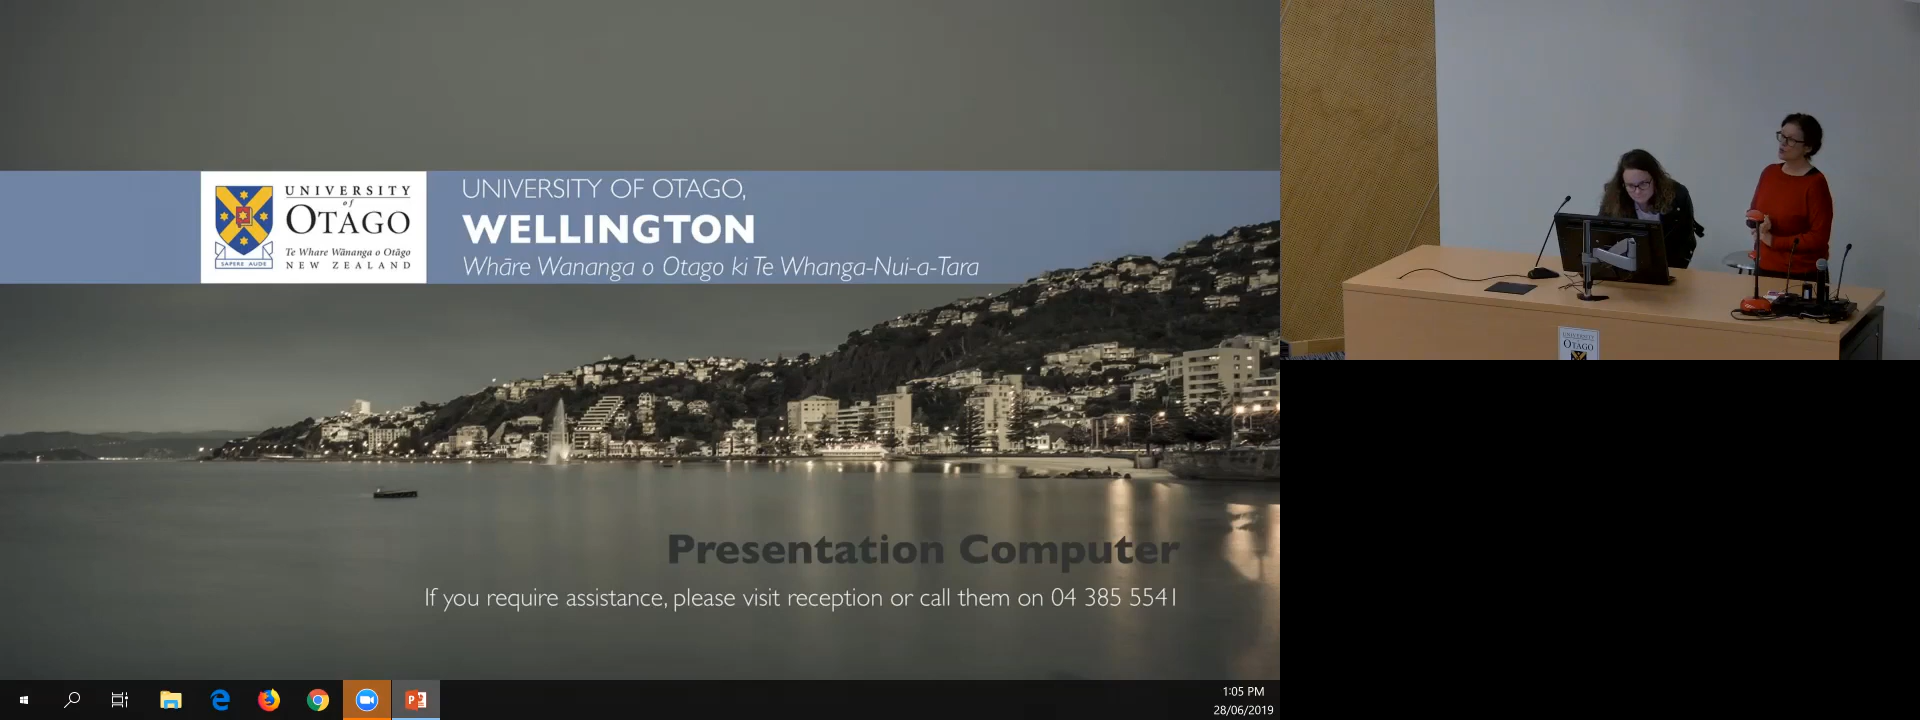 UNIVERSITY
of
OTAGO
Te Whare Wānanga o Otāgo
NEW ZEALAND
SAPERE AUDE
UNIVERSITY OF OTAGO,
WELLINGTON
Whāre Wananga o Otago ki Te Whanga-Nui-a-Tara
Presentation Computer
If you require assistance, please visit reception or call them on 04 385 5541
1:05 PM
28/06/2019
UNIVERSITY
OTAGO